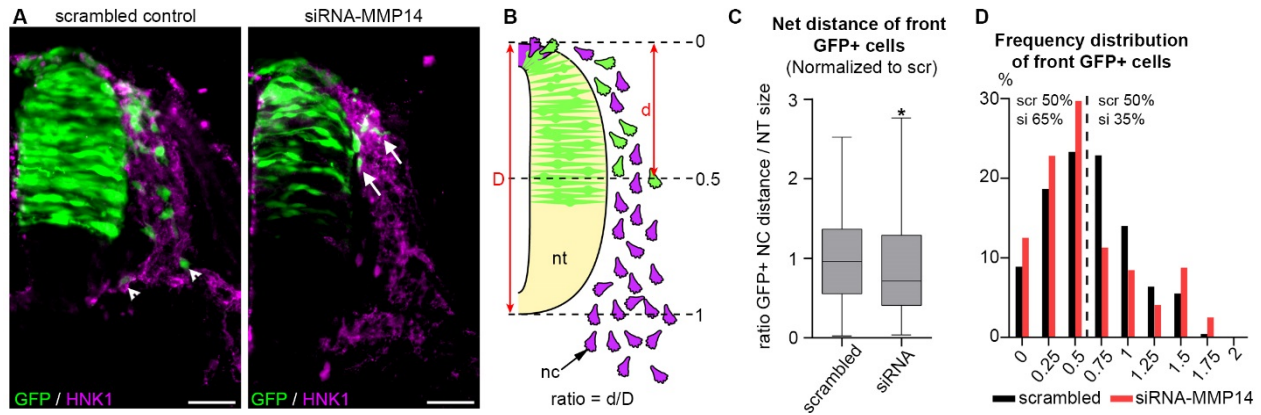 A
scrambled control
siRNA-MMP14
GFP / HNK1
GFP / HNK1
B
0
d
D
0.5
nt
1
nc
ratio = d/D
C
Net distance of front
GFP+ cells
(Normalized to scr)
ratio GFP+ NC distance / NT size
3
2
1
0
*
scrambled
siRNA
D
Frequency distribution
of front GFP+ cells
%
30
20
10
0
scr 50%
si 65%
scr 50%
si 35%
0
0.25
0.5
0.75
1
1.25
1.5
1.75
2
scrambled
siRNA-MMP14